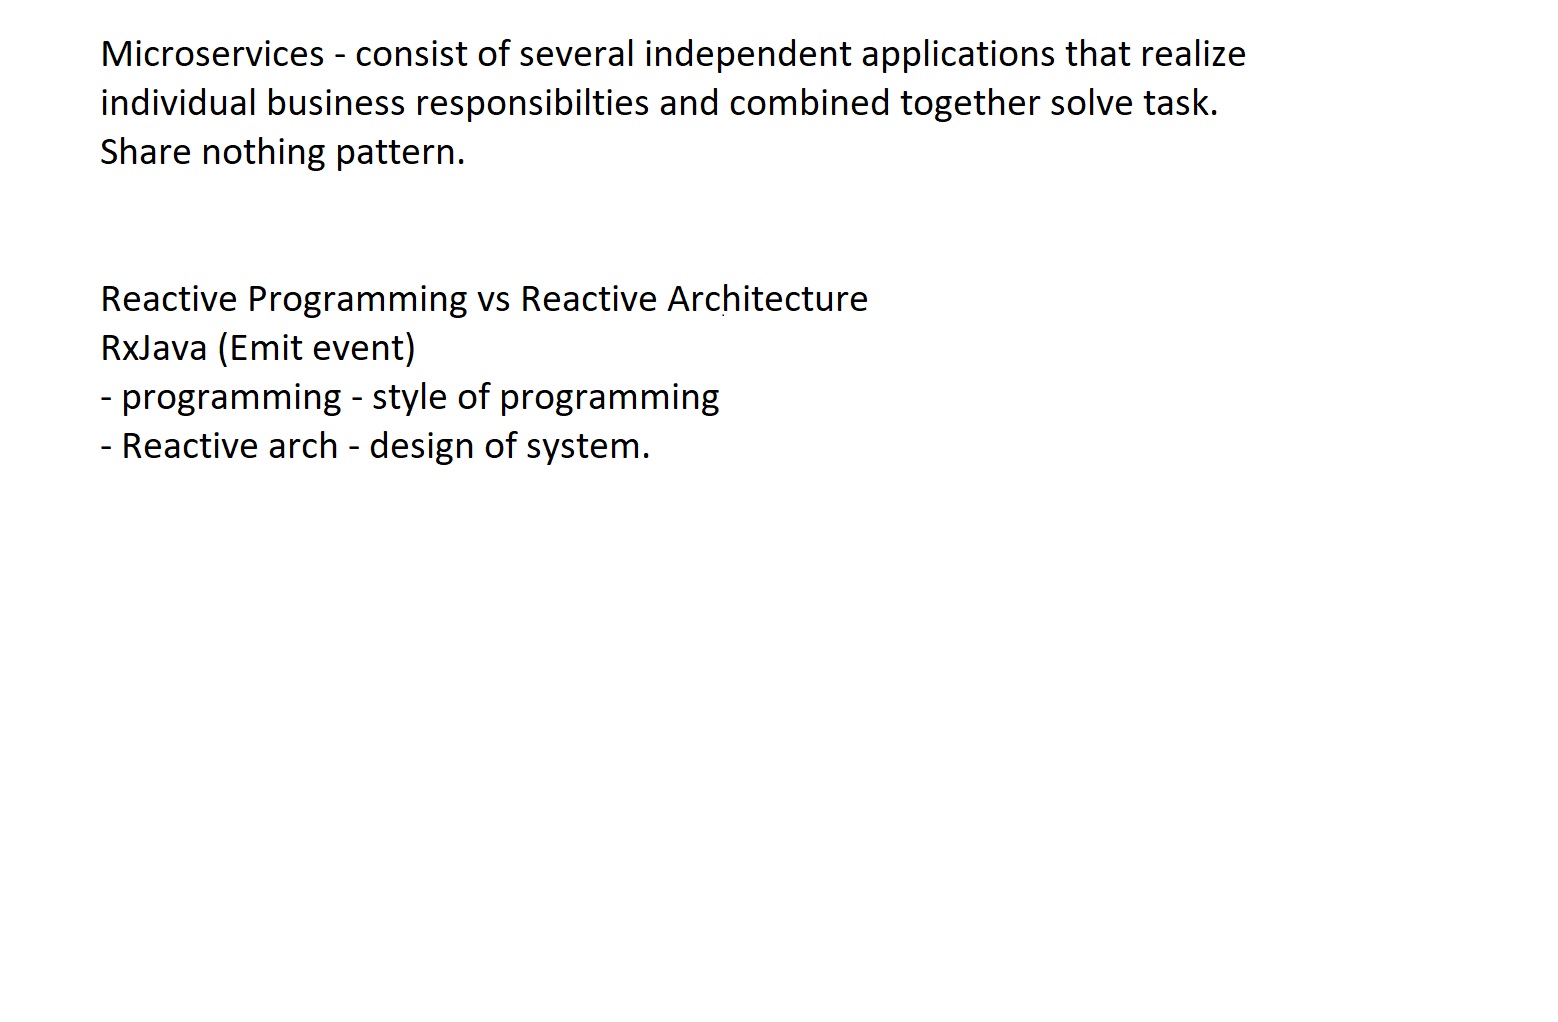 Microservices - consist of several independent applications that realize
individual business responsibilties and combined together solve task.
Share nothing pattern.
Reactive Programming vs Reactive Architecture
RxJava (Emit event)
- programming - style of programming
- Reactive arch - design of system.